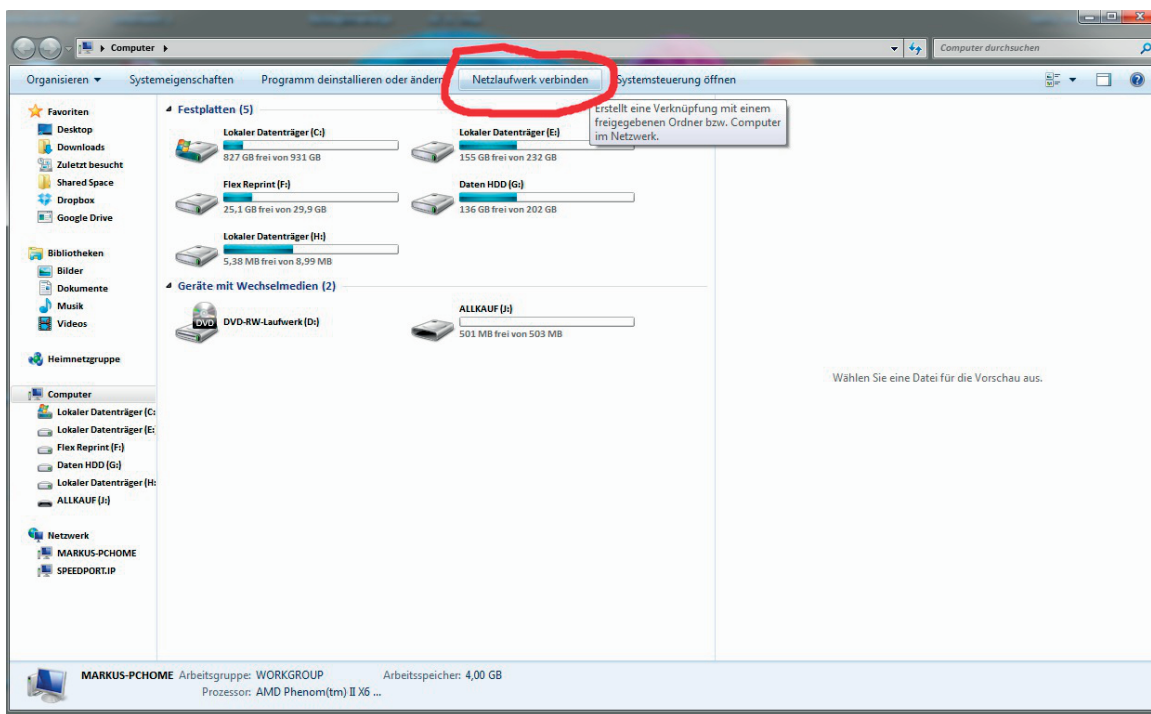 Computer
Computer durchsuchen
Organisieren
Systemeigenschaften
Programm deinstallieren oder ändern
Netzlaufwerk verbinden
Systemsteuerung öffnen
Erstellt eine Verknüpfung mit einem
freigegebenen Ordner bzw. Computer
im Netzwerk.
Favoriten
Desktop
Downloads
Zuletzt besucht
Shared Space
Dropbox
Google Drive
Bibliotheken
Bilder
Dokumente
Musik
Videos
Heimnetzgruppe
Computer
Lokaler Datenträger (C:
Lokaler Datenträger (E:
Flex Reprint (F:)
Daten HDD (G:)
Lokaler Datenträger (H:
ALLKAUF (J:)
Netzwerk
MARKUS-PCHOME
SPEEDPORT.IP
Festplatten (5)
Lokaler Datenträger (C:)
827 GB frei von 931 GB
Lokaler Datenträger (E:)
155 GB frei von 232 GB
Flex Reprint (F:)
25,1 GB frei von 29,9 GB
Daten HDD (G:)
136 GB frei von 202 GB
Lokaler Datenträger (H:)
5,38 MB frei von 8,99 MB
Geräte mit Wechselmedien (2)
DVD
DVD-RW-Laufwerk (D:)
ALLKAUF (J:)
501 MB frei von 503 MB
Wählen Sie eine Datei für die Vorschau aus.
MARKUS-PCHOME Arbeitsgruppe: WORKGROUP Arbeitsspeicher: 4,00 GB
Prozessor: AMD Phenom(tm) II X6 ...